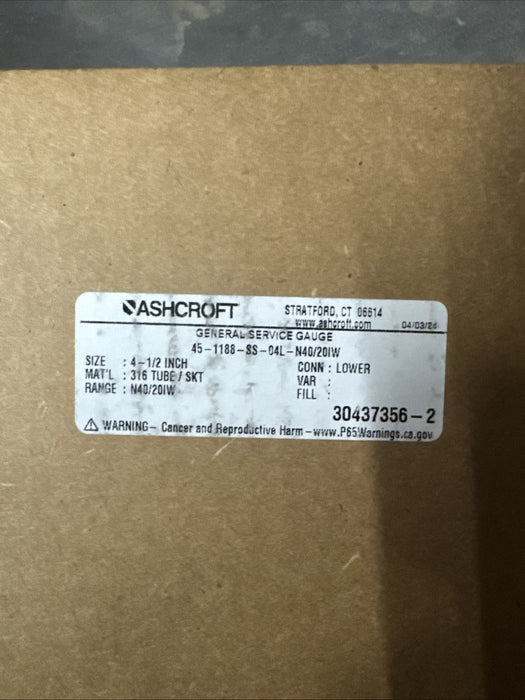 ASHCROFT
STRATFORD, CT 06614
www.ashcroft.com 04/03/24
GENERAL SERVICE GAUGE
45-1188-SS-04L-N40/20IW
SIZE : 4-1/2 INCH
CONN : LOWER
MAT'L : 316 TUBE / SKT
VAR :
RANGE : N40/20IW
FILL :
30437356-2
⚠ WARNING- Cancer and Reproductive Harm -www.P65Warnings.ca.gov